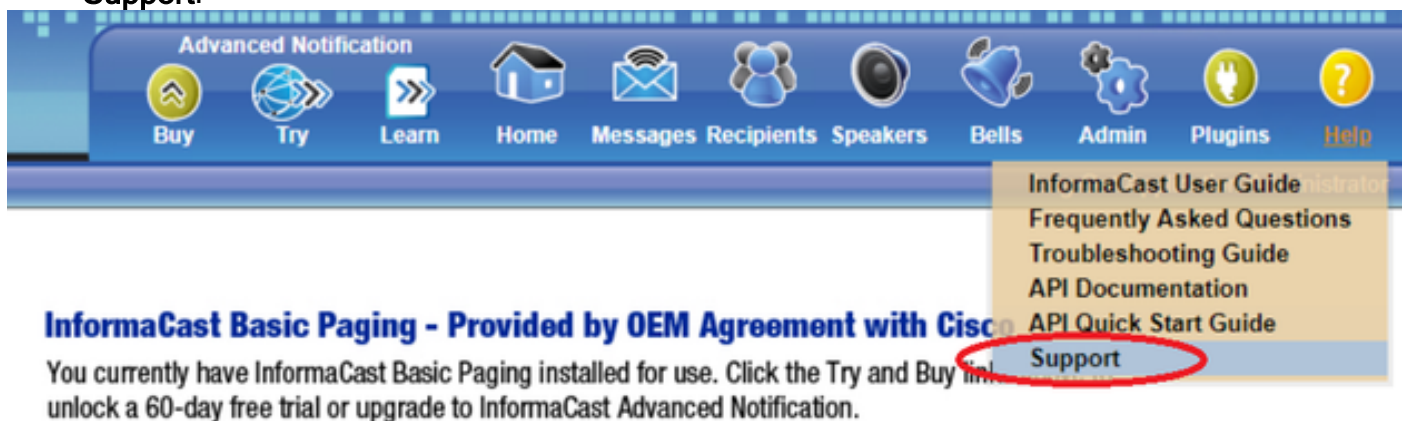 Support.
Advanced Notification
Buy Try Learn Home Messages Recipients Speakers Bells Admin Plugins Help
InformaCast User Guide
Frequently Asked Questions
Troubleshooting Guide
API Documentation
API Quick Start Guide
Support
InformaCast Basic Paging - Provided by OEM Agreement with Cisco
You currently have InformaCast Basic Paging installed for use. Click the Try and Buy
unlock a 60-day free trial or upgrade to InformaCast Advanced Notification.